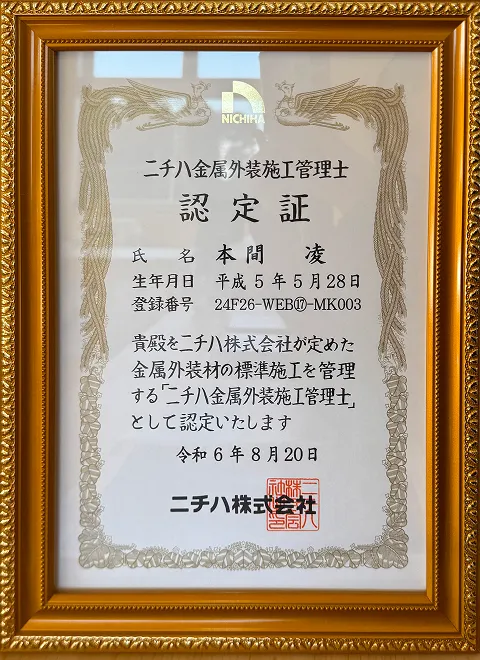 NICHIHA
ニチハ金属外装施工管理士
認定証
氏名 本間 凌
生年月日 平成5年5月28日
登録番号 24F26-WEB⑰-MK003
貴殿をニチハ株式会社が定めた
金属外装材の標準施工を管理
する「ニチハ金属外装施工管理士」
として認定いたします
令和6年8月20日
ニチハ株式会社